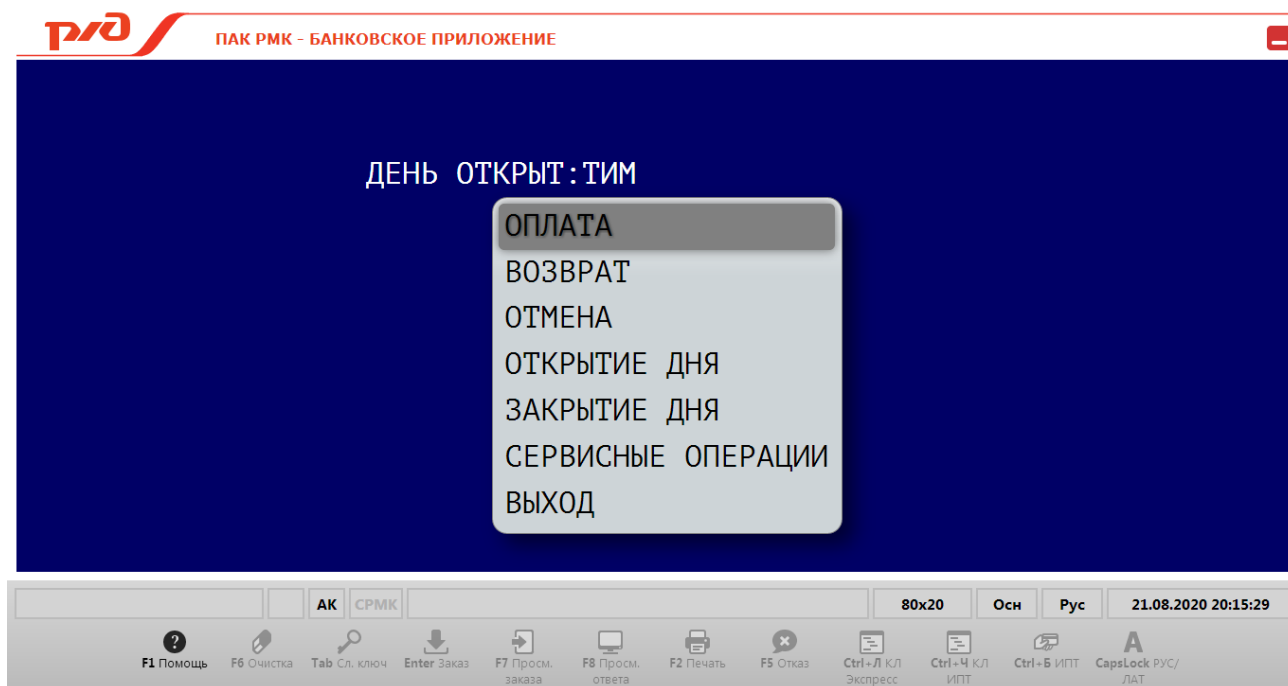 ржд
ПАК РМК - БАНКОВСКОЕ ПРИЛОЖЕНИЕ
ДЕНЬ ОТКРЫТ:ТИМ
ОПЛАТА
ВОЗВРАТ
ОТМЕНА
ОТКРЫТИЕ ДНЯ
ЗАКРЫТИЕ ДНЯ
СЕРВИСНЫЕ ОПЕРАЦИИ
ВЫХОД
АК СРМК 80x20 Осн Рус 21.08.2020 20:15:29
F1 Помощь F6 Очистка Tab Сл. ключ Enter Заказ F7 Просм. F8 Просм. F2 Печать F5 Отказ Ctrl+Л КЛ Ctrl+Ч КЛ Ctrl+Б ИПТ CapsLock РУС/
заказа ответа Экспресс ИПТ ЛАТ